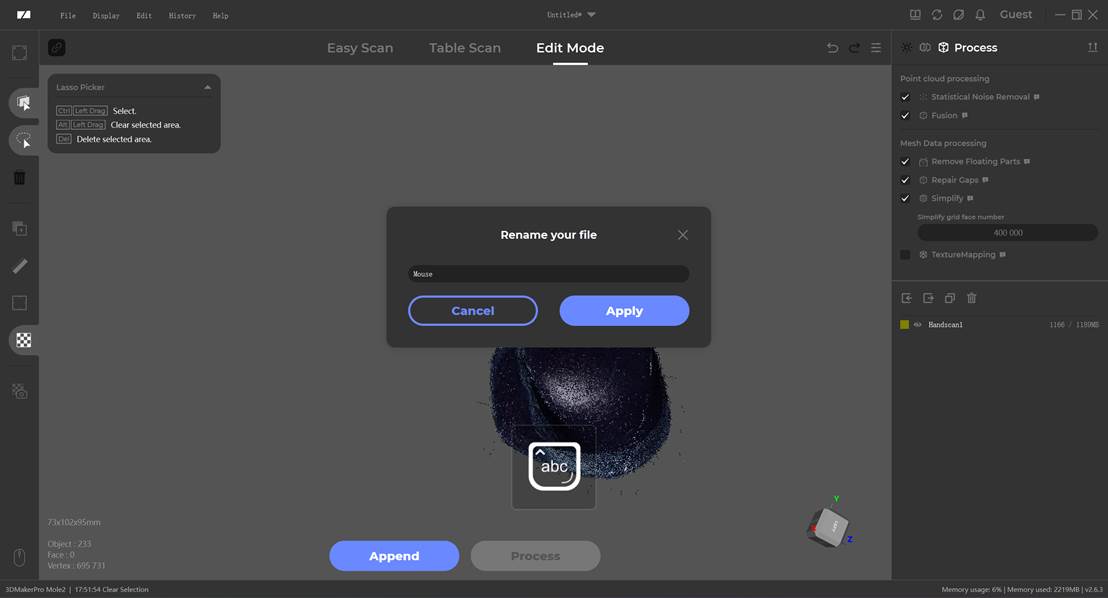 File Display Edit History Help
Untitled*
Guest
Easy Scan Table Scan Edit Mode
Process
Lasso Picker
Ctrl Left Drag Select.
Alt Left Drag Clear selected area.
Del Delete selected area.
Point cloud processing
Statistical Noise Removal
Fusion
Mesh Data processing
Remove Floating Parts
Repair Gaps
Simplify
Simplify grid face number
400 000
TextureMapping
Handscan1 1166 / 1189MB
Rename your file
Mouse
Cancel Apply
abc
Y
Z
73x102x95mm
Object : 233
Face : 0
Vertex : 695 731
Append Process
3DMakerPro Mole2 | 17:51:54 Clear Selection
Memory usage: 6% | Memory used: 2219MB | v2.6.3